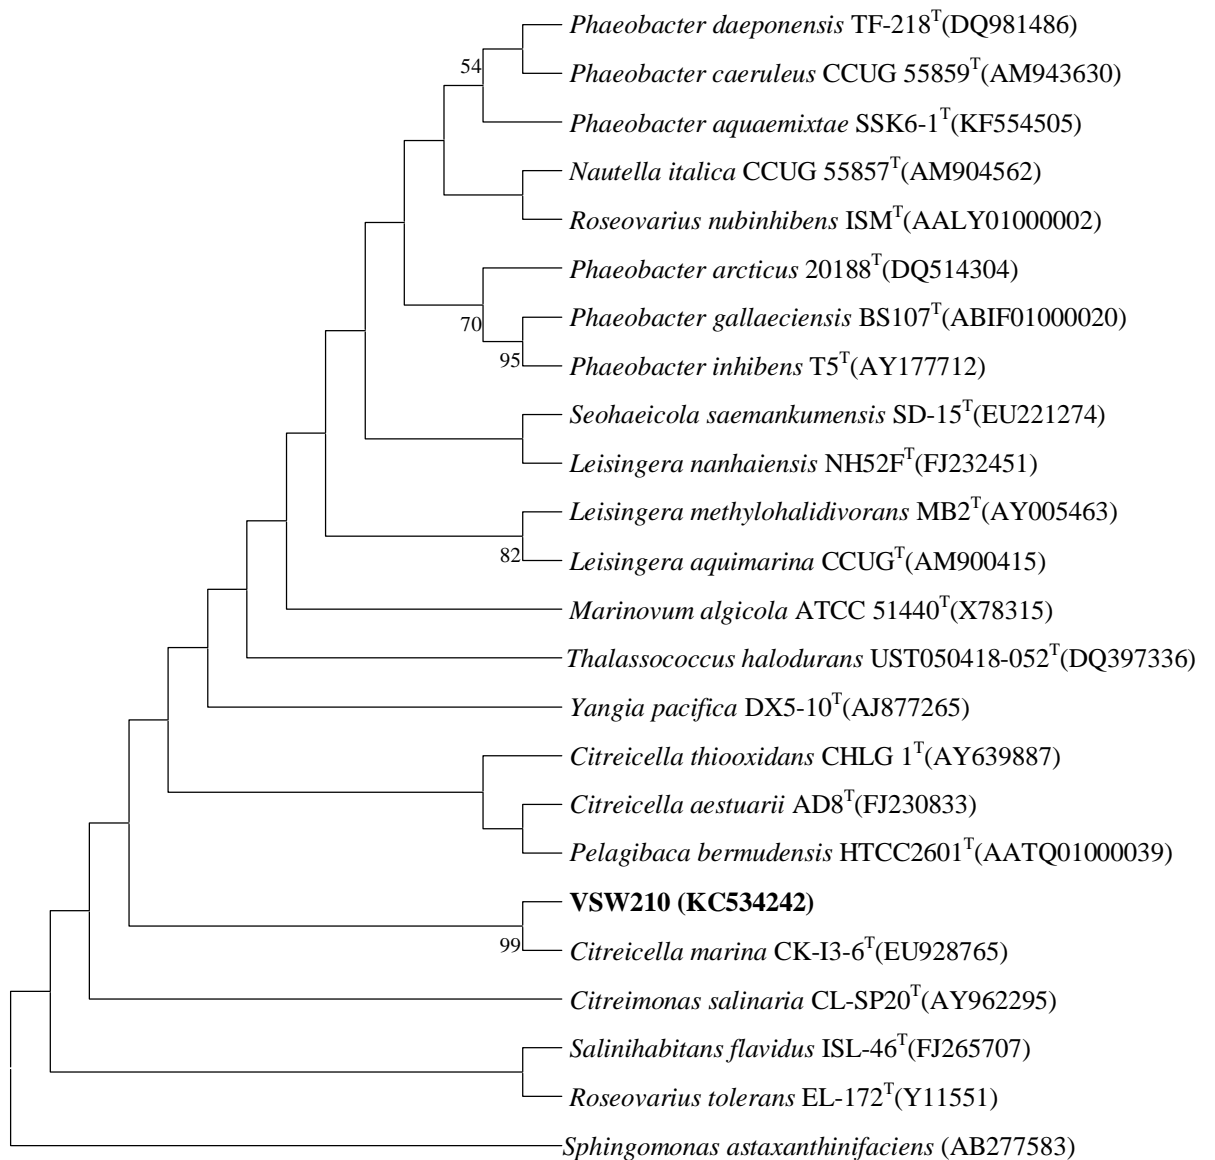 Phaeobacter daeponensis TF-218T(DQ981486)
54
Phaeobacter caeruleus CCUG 55859T(AM943630)
Phaeobacter aquaemixtae SSK6-1T(KF554505)
Nautella italica CCUG 55857T(AM904562)
Roseovarius nubinhibens ISMT(AALY01000002)
Phaeobacter arcticus 20188T(DQ514304)
Phaeobacter gallaeciensis BS107T(ABIF01000020)
70
95
Phaeobacter inhibens T5T(AY177712)
Seohaeicola saemankumensis SD-15T(EU221274)
Leisingera nanhaiensis NH52FT(FJ232451)
Leisingera methylohalidivorans MB2T(AY005463)
82
Leisingera aquimarina CCUGT(AM900415)
Marinovum algicola ATCC 51440T(X78315)
Thalassococcus halodurans UST050418-052T(DQ397336)
Yangia pacifica DX5-10T(AJ877265)
Citreicella thiooxidans CHLG 1T(AY639887)
Citreicella aestuarii AD8T(FJ230833)
Pelagibaca bermudensis HTCC2601T(AATQ01000039)
VSW210 (KC534242)
99
Citreicella marina CK-I3-6T(EU928765)
Citreimonas salinaria CL-SP20T(AY962295)
Salinihabitans flavidus ISL-46T(FJ265707)
Roseovarius tolerans EL-172T(Y11551)
Sphingomonas astaxanthinifaciens (AB277583)